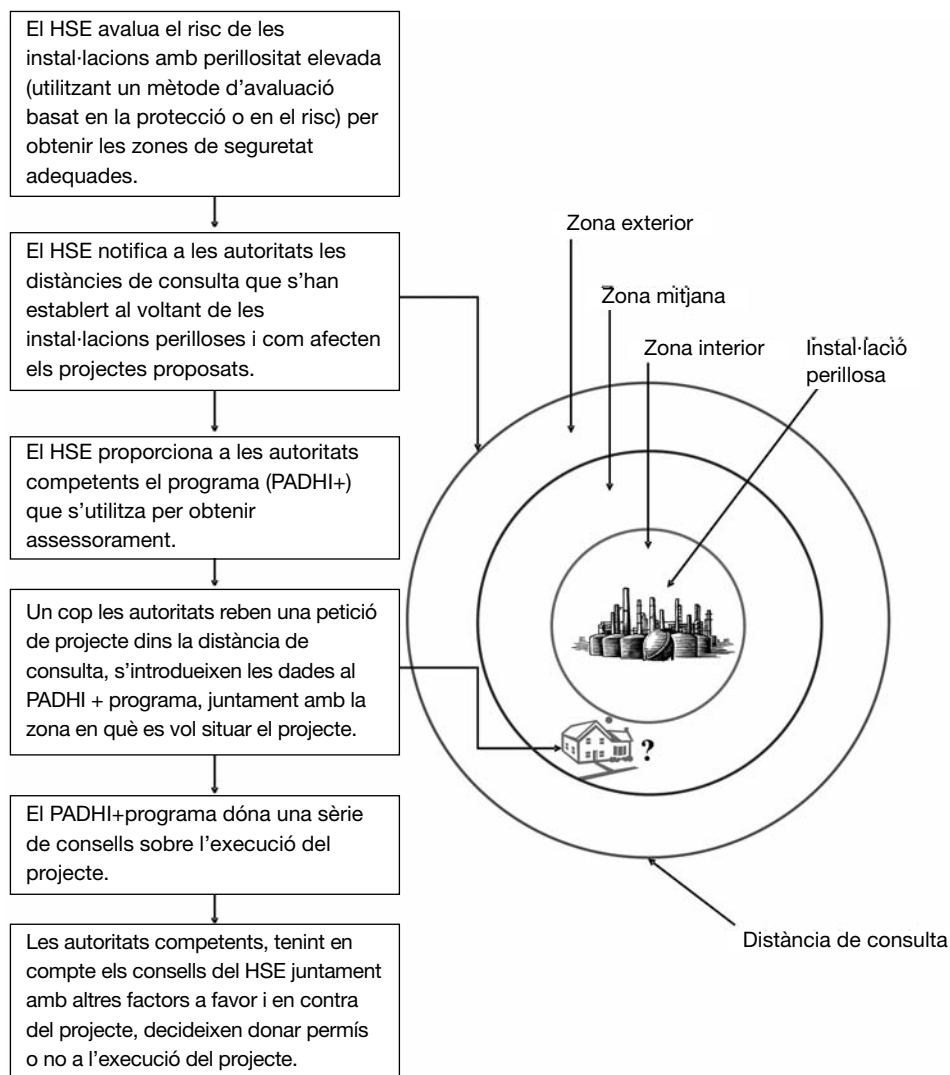 El HSE avalua el risc de les
instal·lacions amb perillositat elevada
(utilitzant un mètode d'avaluació
basat en la protecció o en el risc) per
obtenir les zones de seguretat
adequades.
El HSE notifica a les autoritats les
distàncies de consulta que s'han
establert al voltant de les
instal·lacions perilloses i com afecten
els projectes proposats.
El HSE proporciona a les autoritats
competents el programa (PADHI+)
que s'utilitza per obtenir
assessorament.
Un cop les autoritats reben una petició
de projecte dins la distància de
consulta, s'introdueixen les dades al
PADHI + programa, juntament amb la
zona en què es vol situar el projecte.
El PADHI+programa dóna una sèrie
de consells sobre l'execució del
projecte.
Les autoritats competents, tenint en
compte els consells del HSE juntament
amb altres factors a favor i en contra
del projecte, decideixen donar permís
o no a l'execució del projecte.
Zona exterior
Zona mitjana
Zona interior
Instal·lació
perillosa
?
Distància de consulta